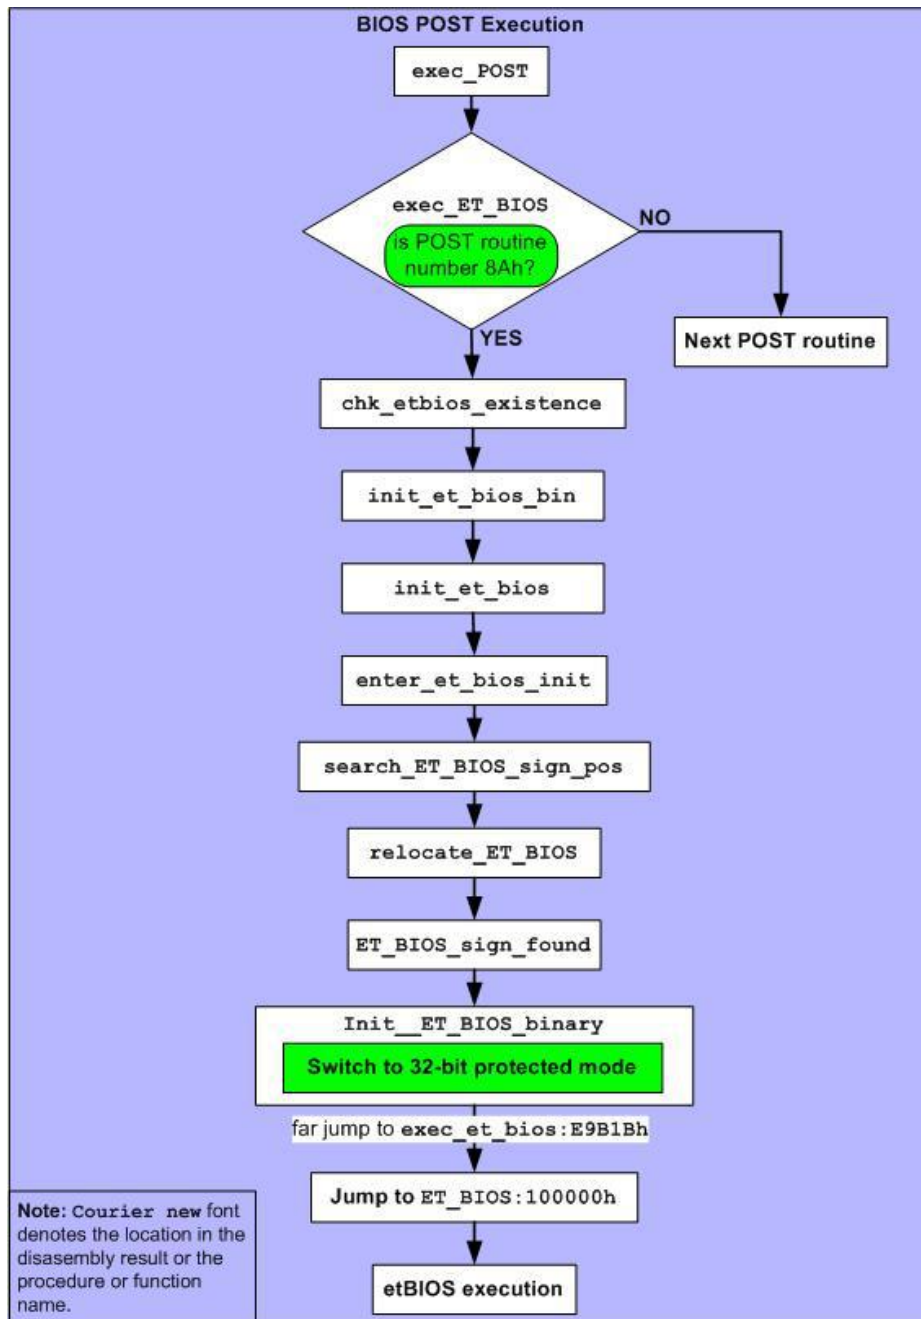 BIOS POST Execution
exec_POST
exec_ET_BIOS
is POST routine
number 8Ah?
NO
Next POST routine
YES
chk_etbios_existence
init_et_bios_bin
init_et_bios
enter_et_bios_init
search_ET_BIOS_sign_pos
relocate_ET_BIOS
ET_BIOS_sign_found
Init__ET_BIOS_binary
Switch to 32-bit protected mode
far jump to exec_et_bios:E9B1Bh
Jump to ET_BIOS:100000h
etBIOS execution
Note: Courier new font
denotes the location in the
disasembly result or the
procedure or function
name.